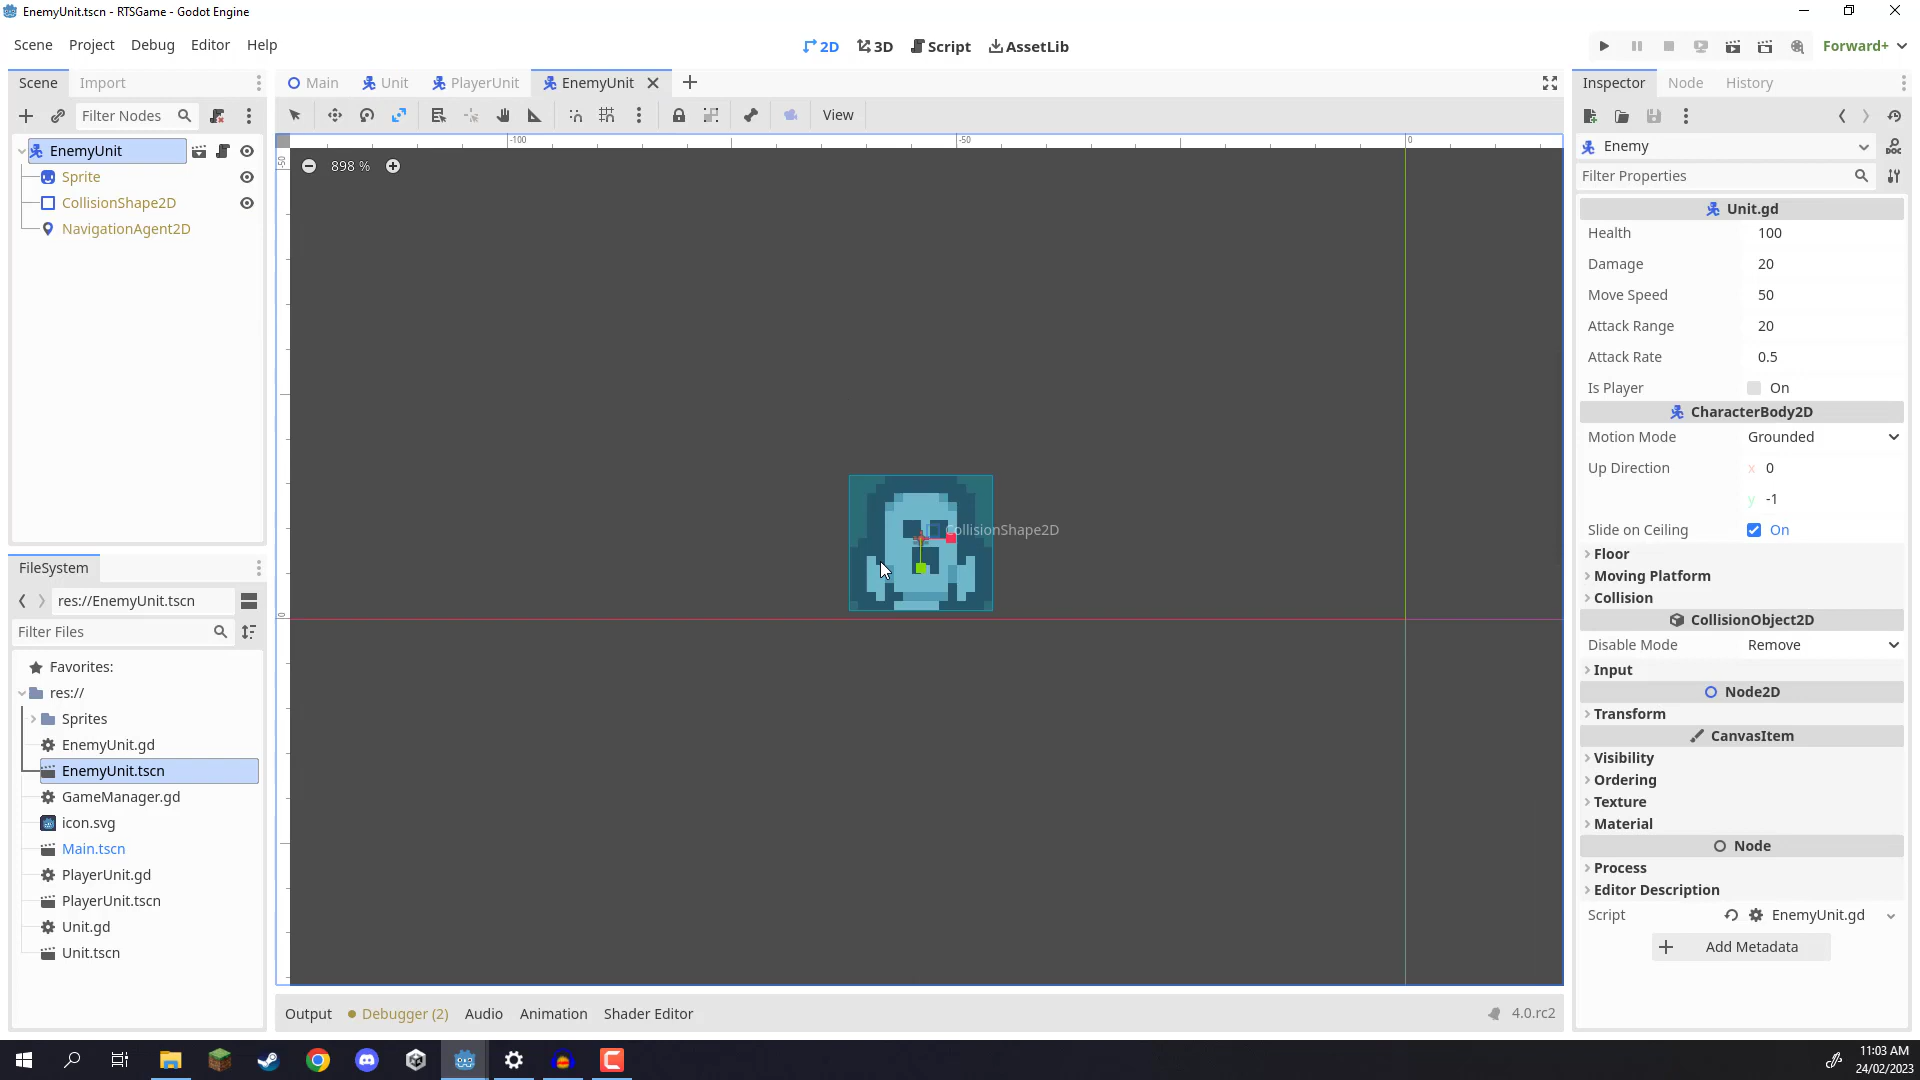 EnemyUnit.tscn - RTSGame - Godot Engine
Scene Project Debug Editor Help
2D 3D Script AssetLib
Forward+
Scene Import
Filter Nodes
EnemyUnit
Sprite
CollisionShape2D
NavigationAgent2D
FileSystem
res://EnemyUnit.tscn
Filter Files
Favorites:
res://
Sprites
EnemyUnit.gd
EnemyUnit.tscn
GameManager.gd
icon.svg
Main.tscn
PlayerUnit.gd
PlayerUnit.tscn
Unit.gd
Unit.tscn
Main Unit PlayerUnit EnemyUnit
View
-100 -50 0
-50
898 %
CollisionShape2D
0
Output Debugger (2) Audio Animation Shader Editor
4.0.rc2
Inspector Node History
Enemy
Filter Properties
Unit.gd
Health 100
Damage 20
Move Speed 50
Attack Range 20
Attack Rate 0.5
Is Player On
CharacterBody2D
Motion Mode Grounded
Up Direction x 0
y -1
Slide on Ceiling On
Floor
Moving Platform
Collision
CollisionObject2D
Disable Mode Remove
Input
Node2D
Transform
CanvasItem
Visibility
Ordering
Texture
Material
Node
Process
Editor Description
Script EnemyUnit.gd
Add Metadata
11:03 AM
24/02/2023